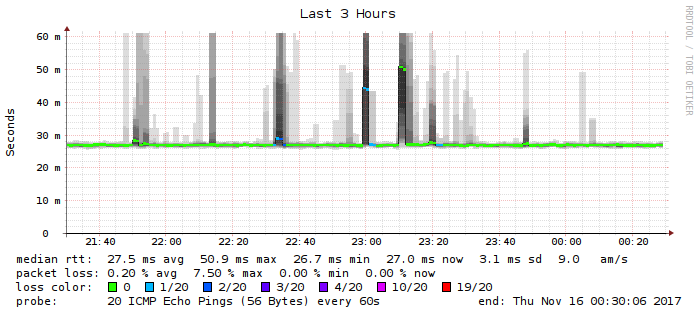 Last 3 Hours
RRDTOOL / TOBI OETIKER
Seconds
60 m
50 m
40 m
30 m
20 m
10 m
0
21:40 22:00 22:20 22:40 23:00 23:20 23:40 00:00 00:20
median rtt: 27.5 ms avg 50.9 ms max 26.7 ms min 27.0 ms now 3.1 ms sd 9.0 am/s
packet loss: 0.20 % avg 7.50 % max 0.00 % min 0.00 % now
loss color: 0 1/20 2/20 3/20 4/20 10/20 19/20
probe: 20 ICMP Echo Pings (56 Bytes) every 60s end: Thu Nov 16 00:30:06 2017